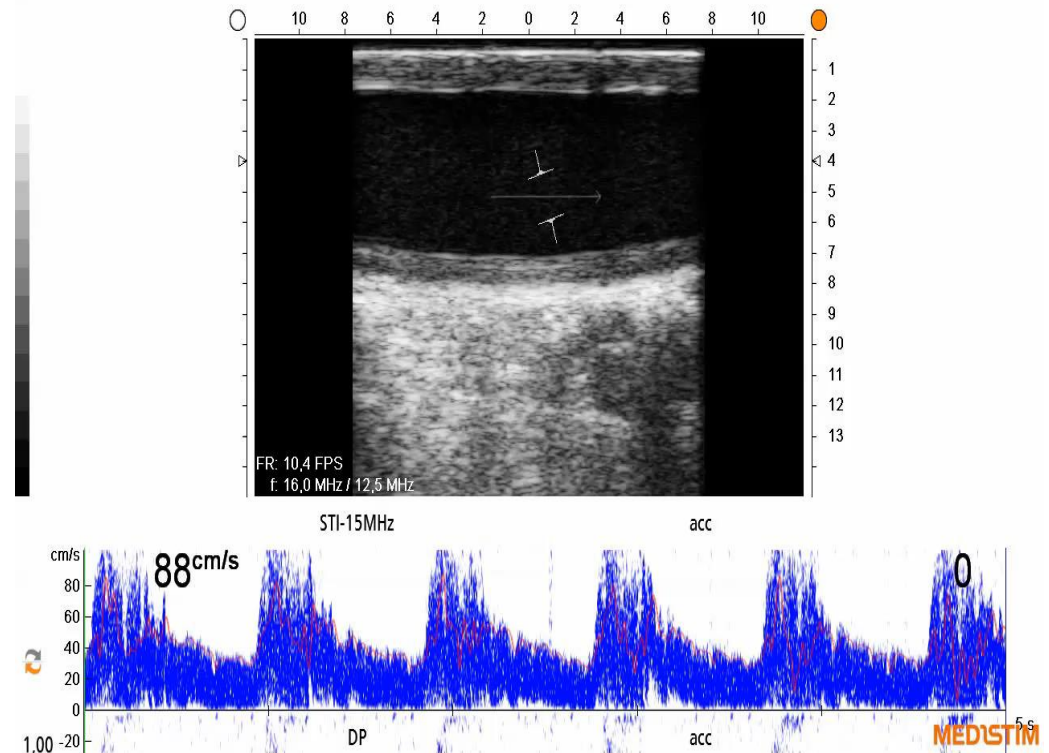 10 8 6 4 2 0 2 4 6 8 10
1
2
3
4
5
6
7
8
9
10
11
12
13
FR: 10,4 FPS
f: 16,0 MHz / 12,5 MHz
STI-15MHz acc
cm/s
88 cm/s 0
80
60
40
20
0
5 s
DP acc
1.00 -20
MEDISTIM